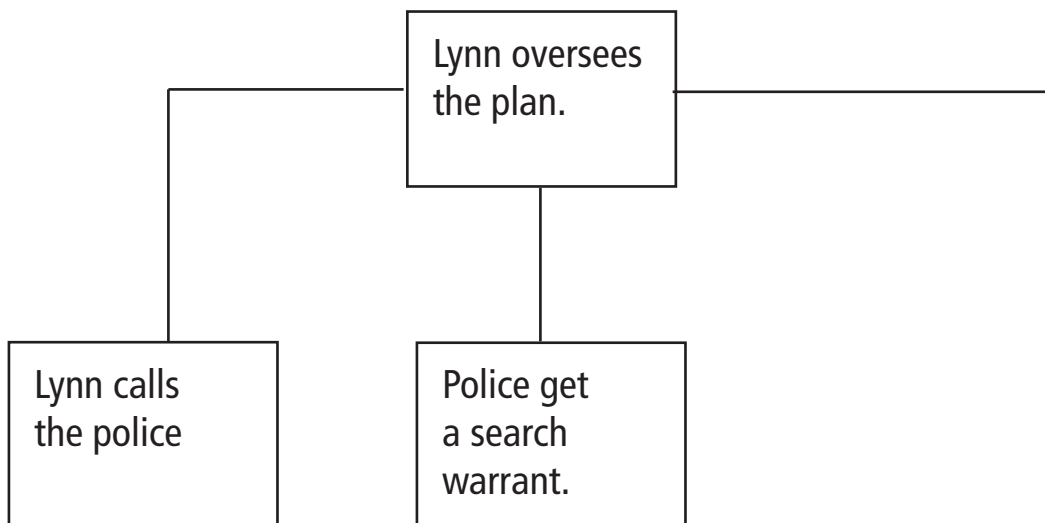 Lynn oversees
the plan.
Lynn calls
the police
Police get
a search
warrant.